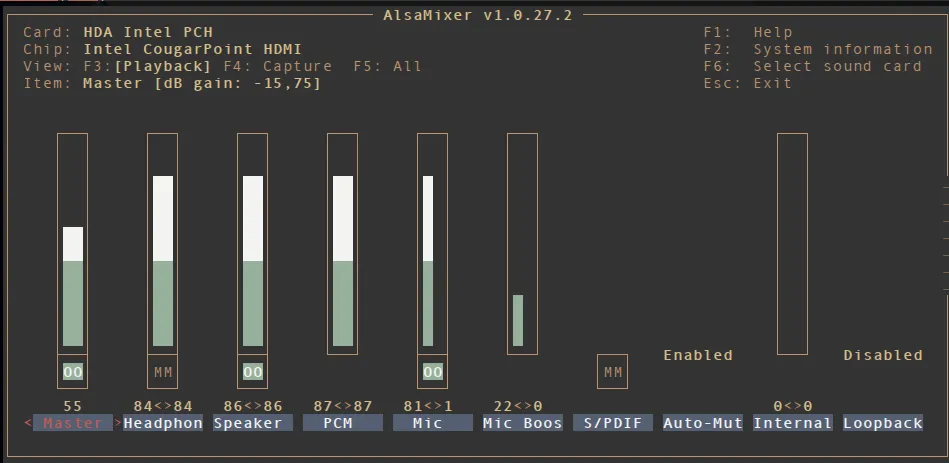 AlsaMixer v1.0.27.2
Card: HDA Intel PCH F1: Help
Chip: Intel CougarPoint HDMI F2: System information
View: F3:[Playback] F4: Capture F5: All F6: Select sound card
Item: Master [dB gain: -15,75] Esc: Exit
Enabled Disabled
OO MM OO OO MM
55 84<>84 86<>86 87<>87 81<>1 22<>0 0<>0
< Master >Headphon Speaker PCM Mic Mic Boos S/PDIF Auto-Mut Internal Loopback